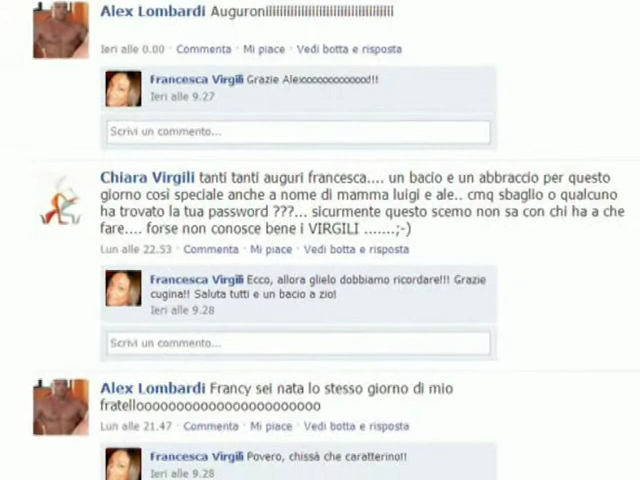 Alex Lombardi Auguroniiiiiiiiiiiiiiiiiiiiiiiiiiiiiiiiiii
Ieri alle 0.00 · Commenta · Mi piace · Vedi botta e risposta
Francesca Virgili Grazie Alexoooooooooood!!!
Ieri alle 9.27
Scrivi un commento...
Chiara Virgili tanti tanti auguri francesca.... un bacio e un abbraccio per questo
giorno così speciale anche a nome di mamma luigi e ale.. cmq sbaglio o qualcuno
ha trovato la tua password ???... sicurmente questo scemo non sa con chi ha a che
fare.... forse non conosce bene i VIRGILI .......;-)
Lun alle 22.53 · Commenta · Mi piace · Vedi botta e risposta
Francesca Virgili Ecco, allora glielo dobbiamo ricordare!!! Grazie
cugina!! Saluta tutti e un bacio a zio!
Ieri alle 9.28
Scrivi un commento...
Alex Lombardi Francy sei nata lo stesso giorno di mio
fratellooooooooooooooooooooooooo
Lun alle 21.47 · Commenta · Mi piace · Vedi botta e risposta
Francesca Virgili Povero, chissà che caratterino!!
Ieri alle 9.28